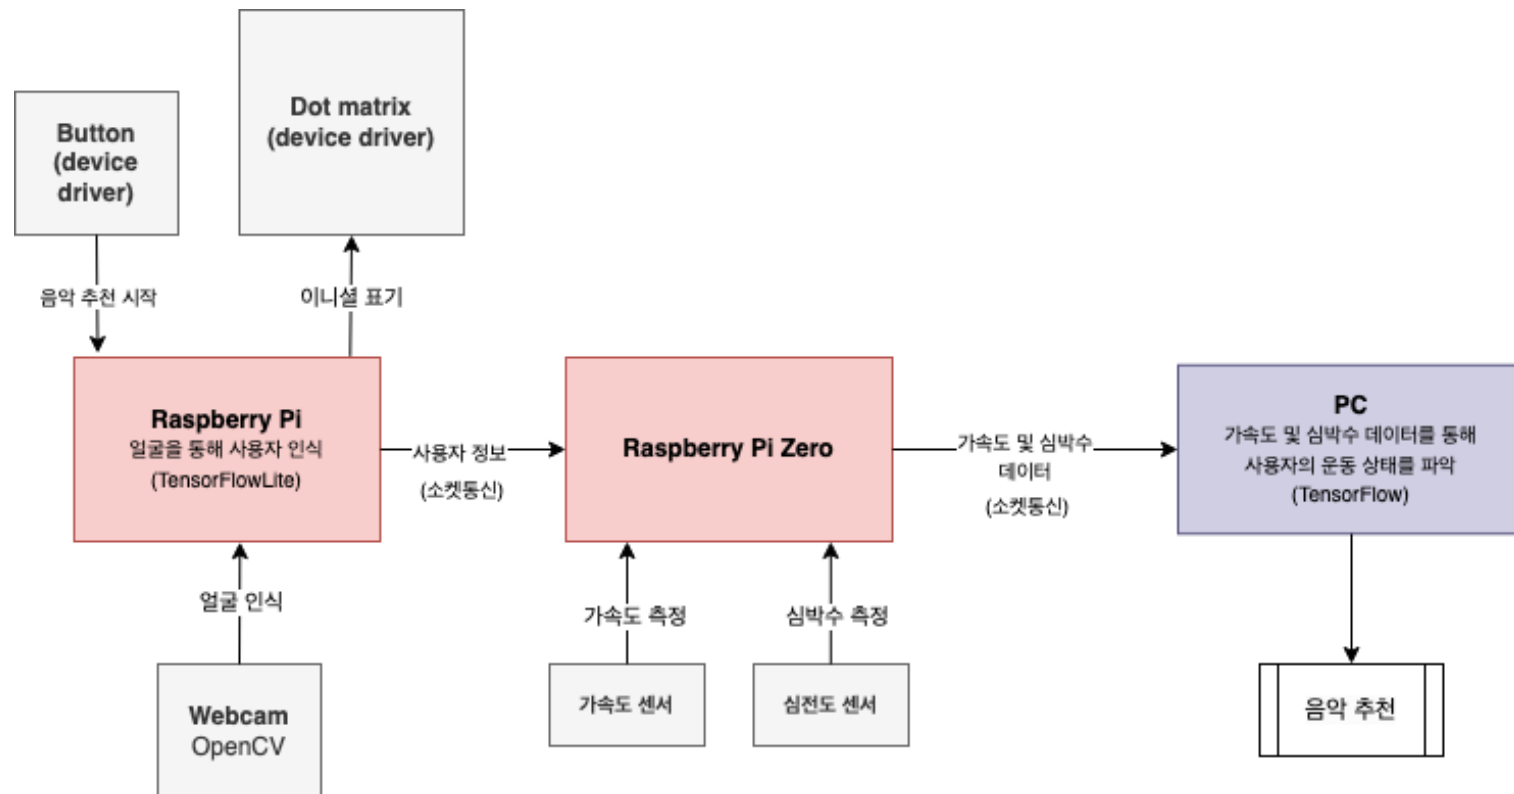 Button
(device
driver)
Dot matrix
(device driver)
음악 추천 시작
이니셜 표기
Raspberry Pi
얼굴을 통해 사용자 인식
(TensorFlowLite)
사용자 정보
(소켓통신)
Raspberry Pi Zero
가속도 및 심박수
데이터
(소켓통신)
PC
가속도 및 심박수 데이터를 통해
사용자의 운동 상태를 파악
(TensorFlow)
얼굴 인식
가속도 측정
심박수 측정
Webcam
OpenCV
가속도 센서
심전도 센서
음악 추천